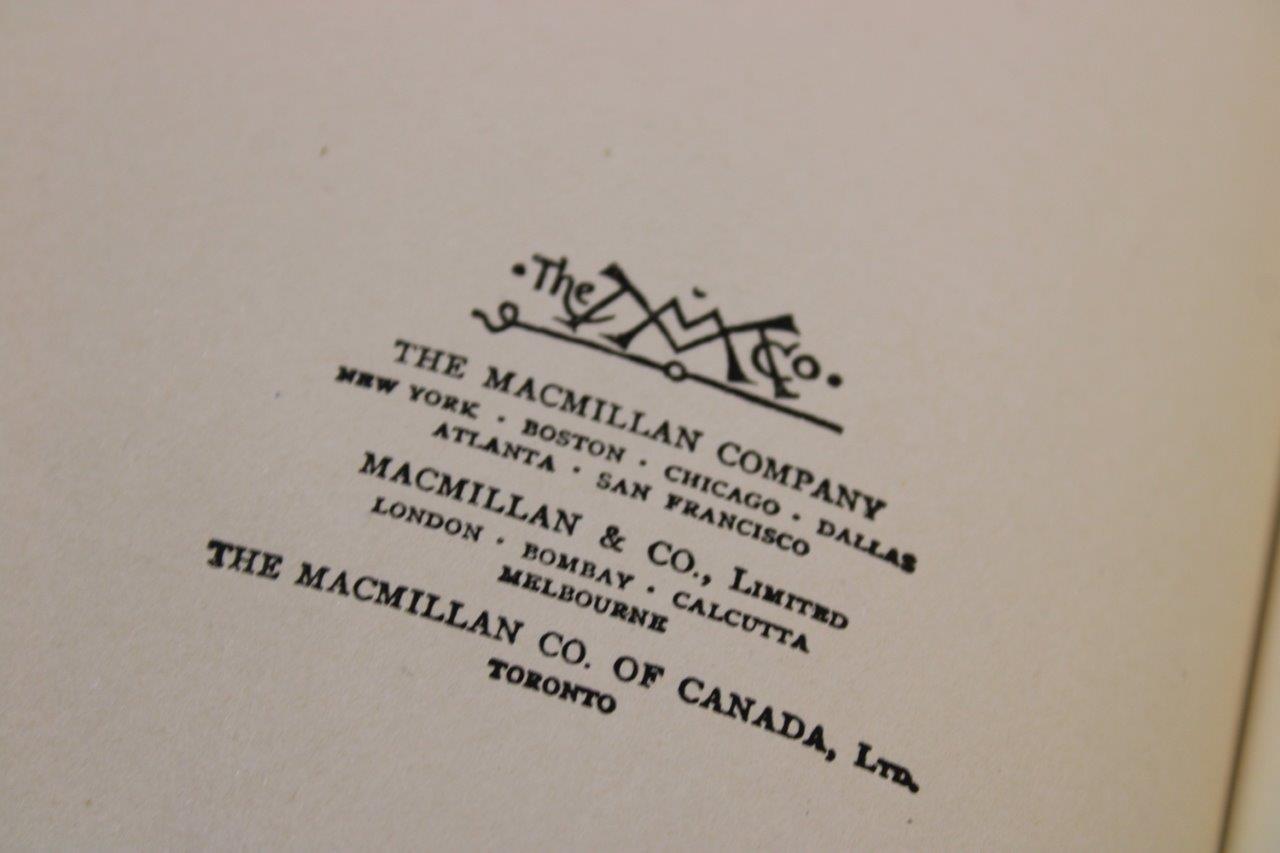 ·The M Co.·
THE MACMILLAN COMPANY
NEW YORK · BOSTON · CHICAGO · DALLAS
ATLANTA · SAN FRANCISCO
MACMILLAN & CO., LIMITED
LONDON · BOMBAY · CALCUTTA
MELBOURNE
THE MACMILLAN CO. OF CANADA, LTD.
TORONTO